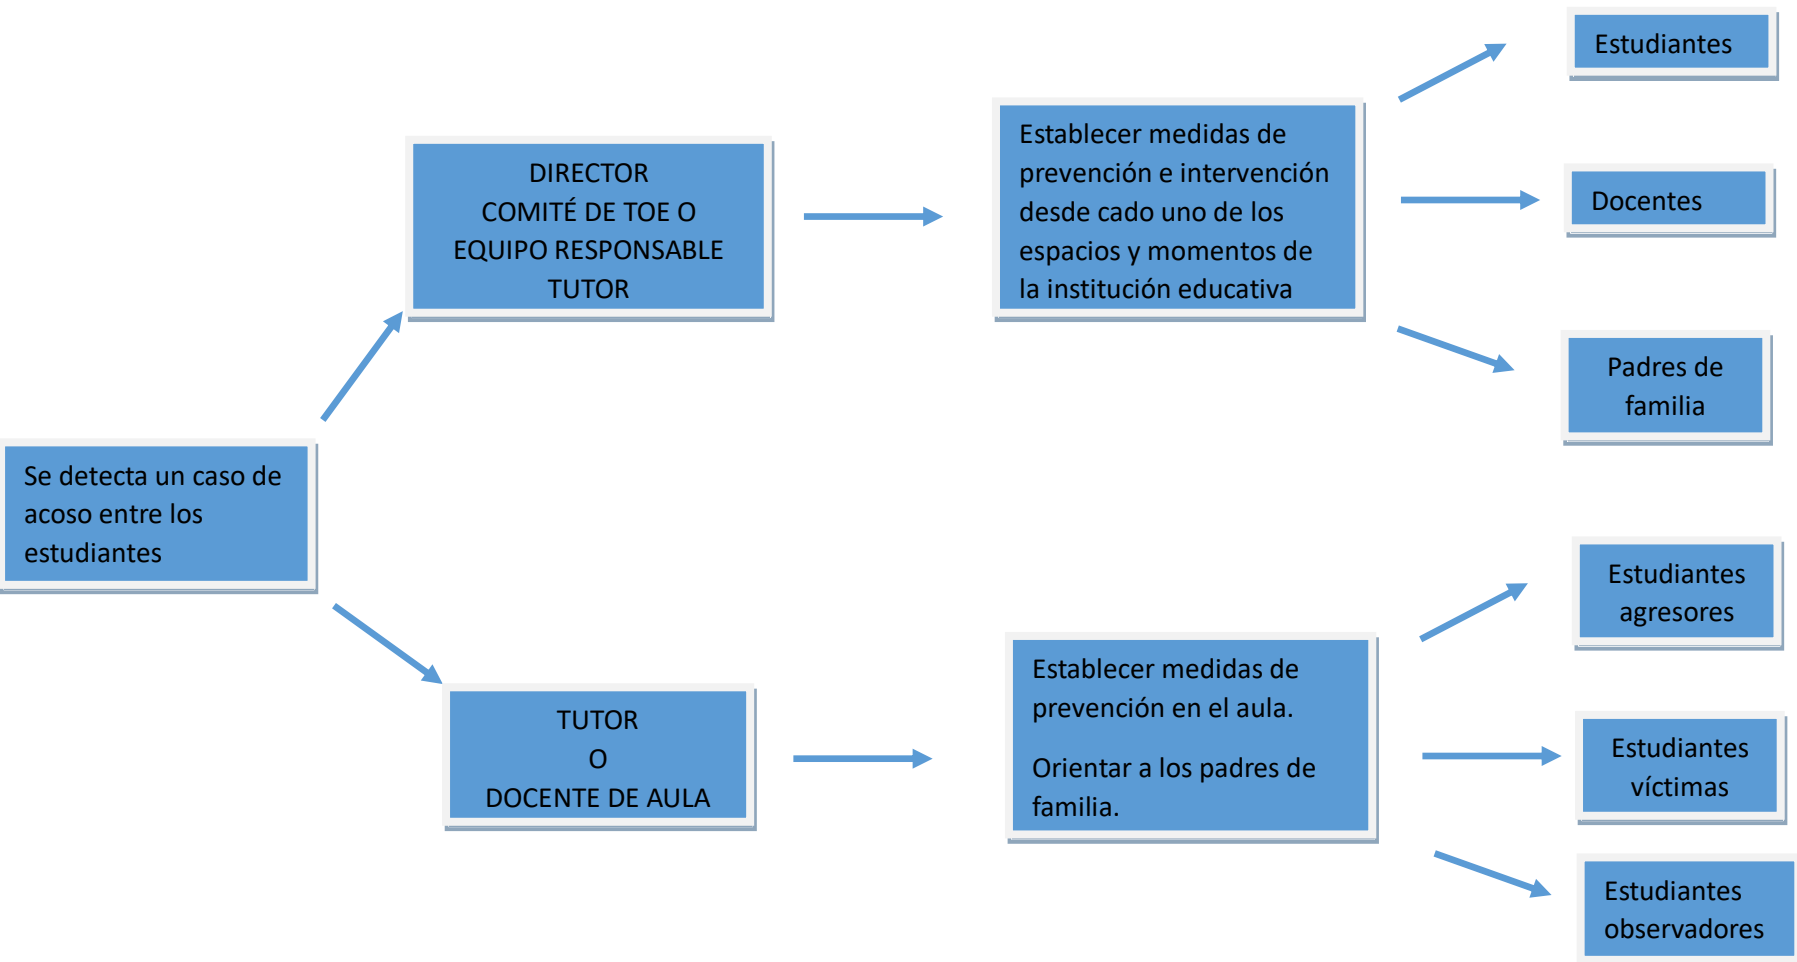 Se detecta un caso de
acoso entre los
estudiantes
DIRECTOR
COMITÉ DE TOE O
EQUIPO RESPONSABLE
TUTOR
Establecer medidas de
prevención e intervención
desde cado uno de los
espacios y momentos de
la institución educativa
Estudiantes
Docentes
Padres de
familia
TUTOR
O
DOCENTE DE AULA
Establecer medidas de
prevención en el aula.
Orientar a los padres de
familia.
Estudiantes
agresores
Estudiantes
víctimas
Estudiantes
observadores